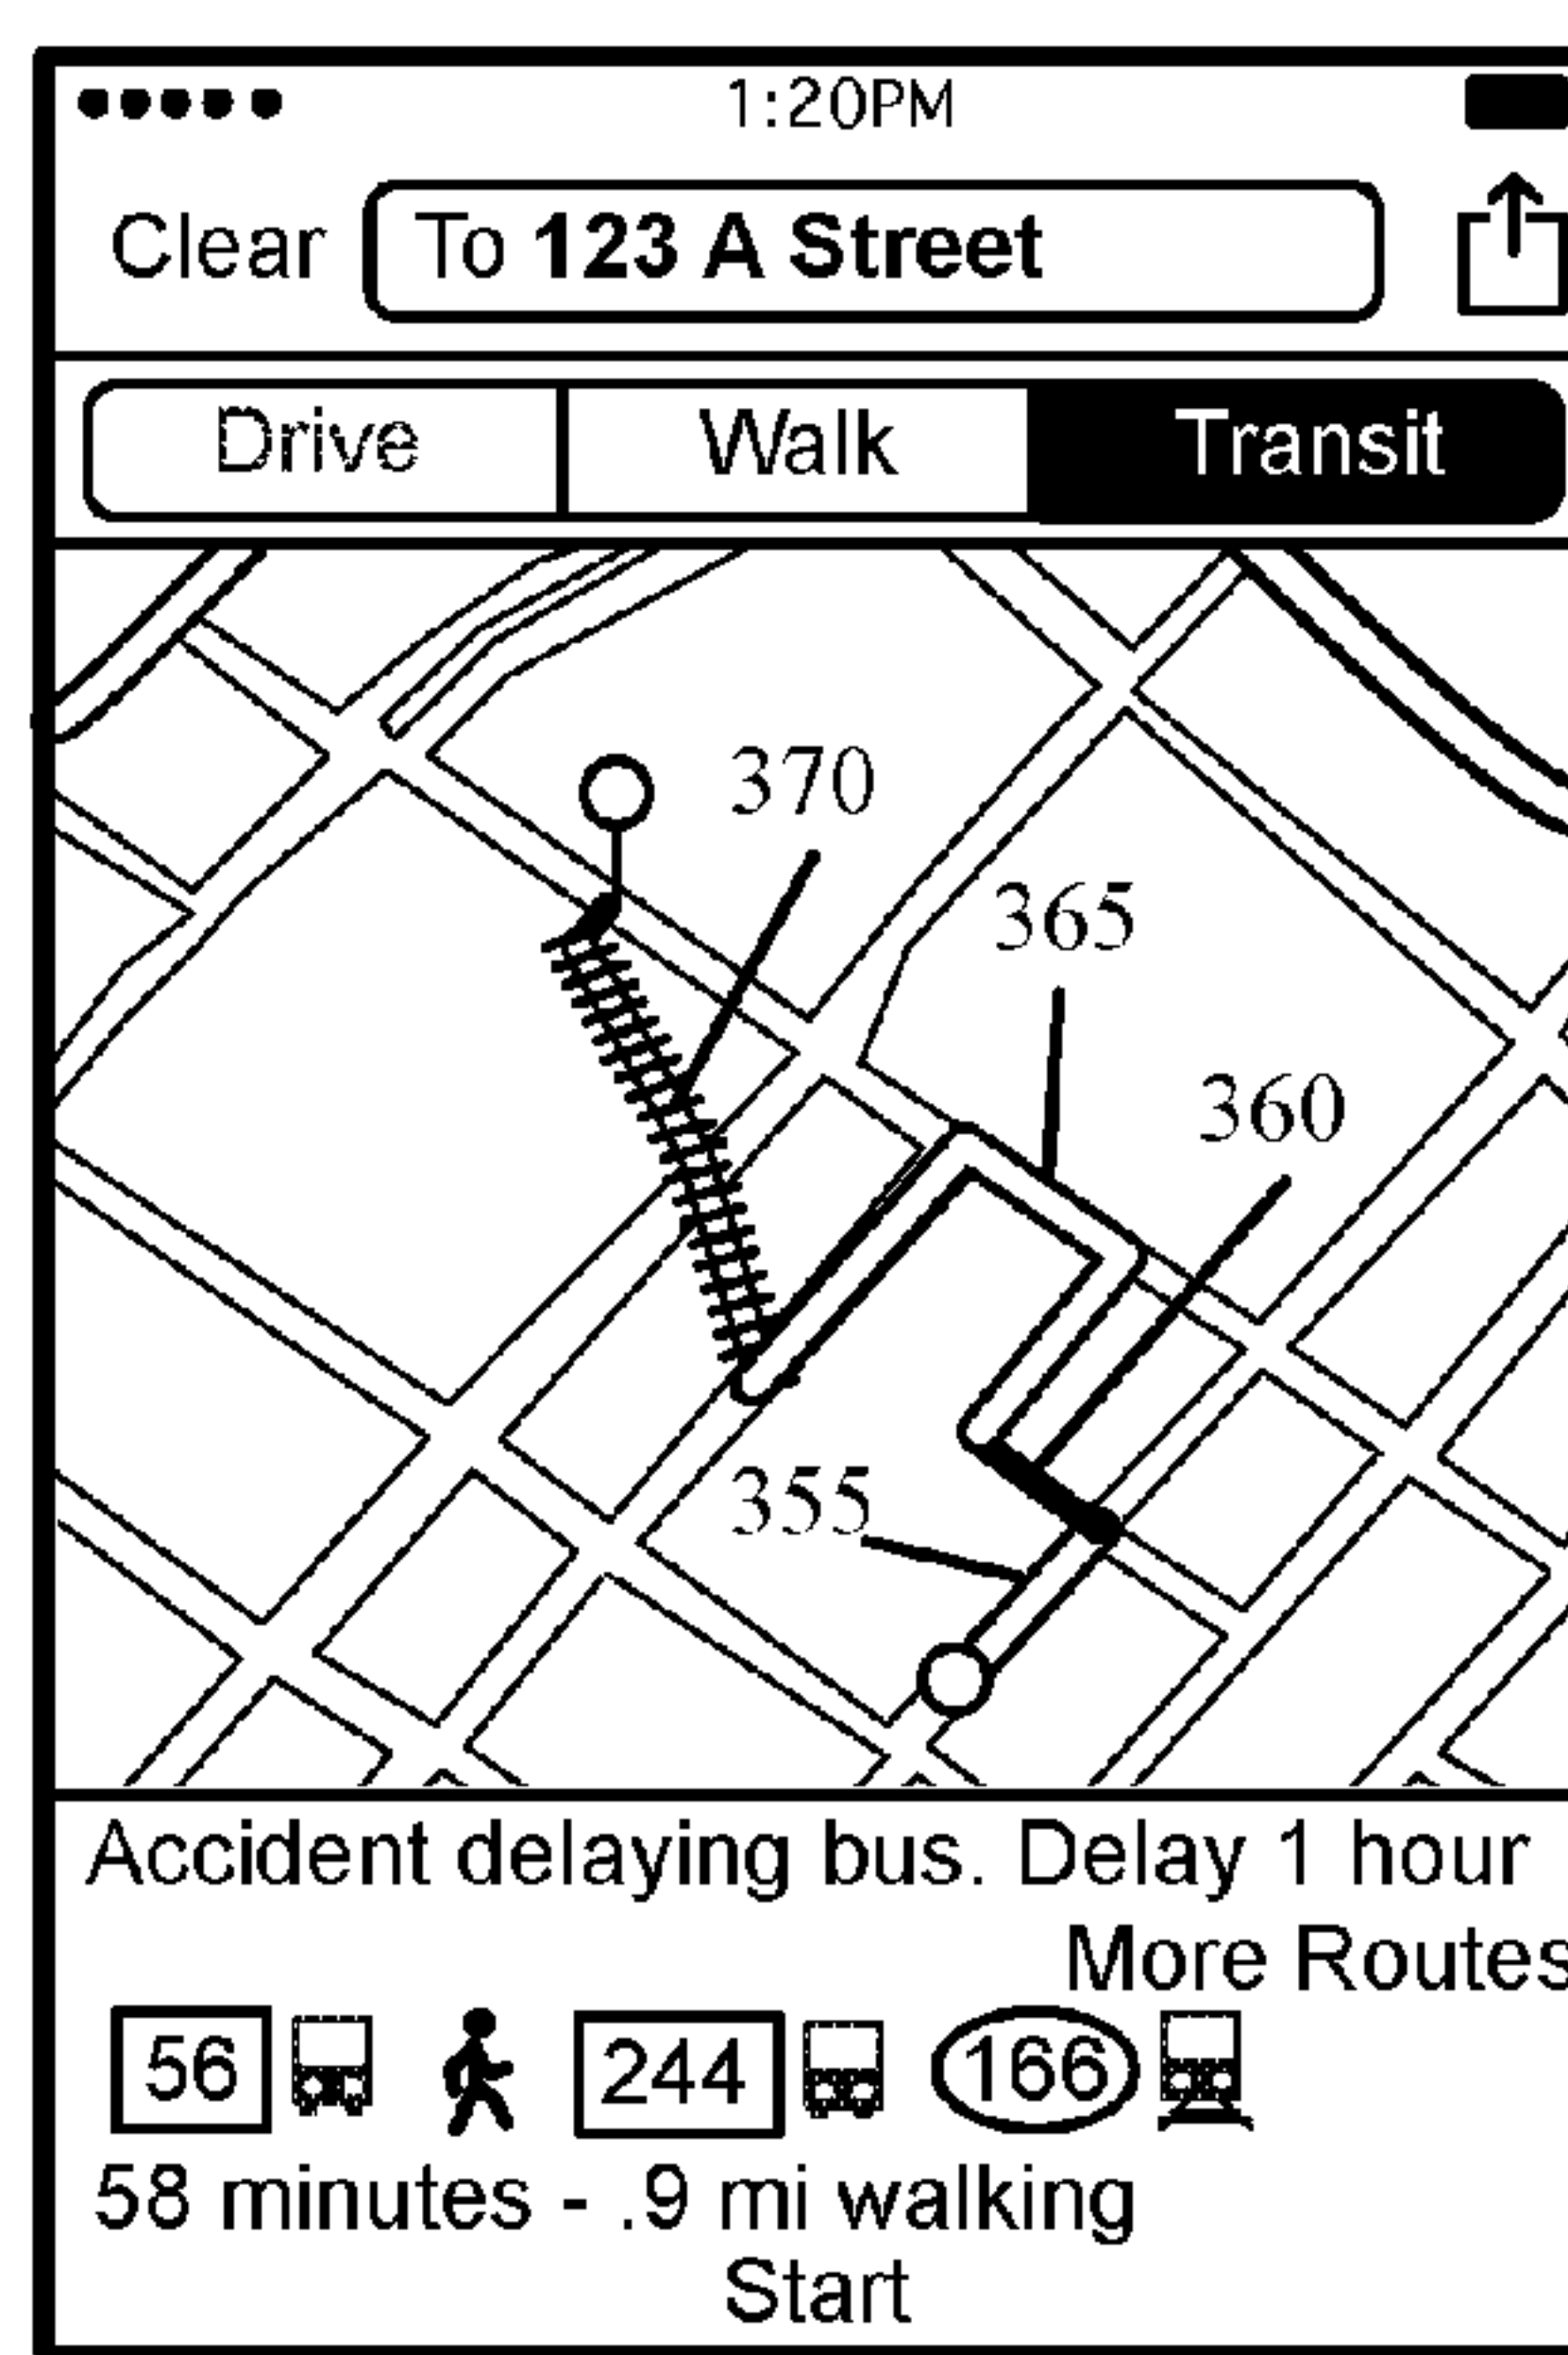 1:20PM
Clear To 123 A Street
Drive Walk Transit
370
365
360
355
Accident delaying bus. Delay 1 hour
More Routes
56 244 166
58 minutes - .9 mi walking
Start